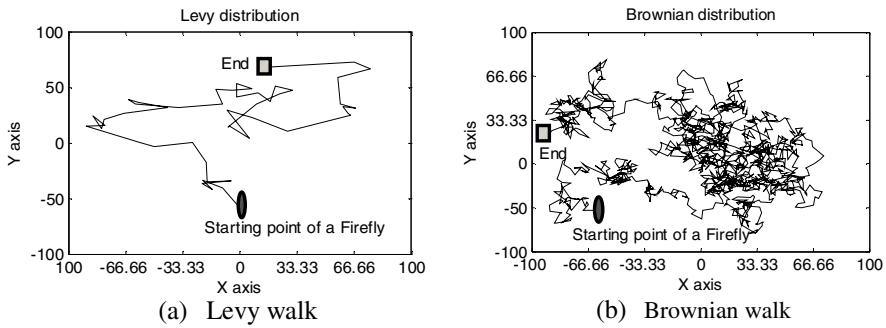 Levy distribution
100
50
0
-50
-100
Y axis
End
Starting point of a Firefly
100 -66.66 -33.33 0 33.33 66.66 100
X axis
(a) Levy walk
Brownian distribution
100
66.66
33.33
0
-50
-100
Y axis
End
Starting point of a Firefly
-100 -66.66 -33.33 0 33.33 66.66 100
X axis
(b) Brownian walk